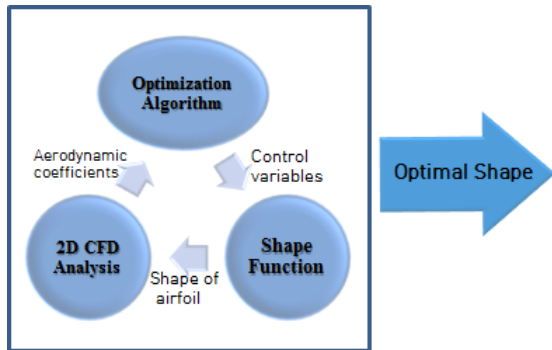 Optimization
Algorithm
Aerodynamic
coefficients
Control
variables
2D CFD
Analysis
Shape of
airfoil
Shape
Function
Optimal Shape